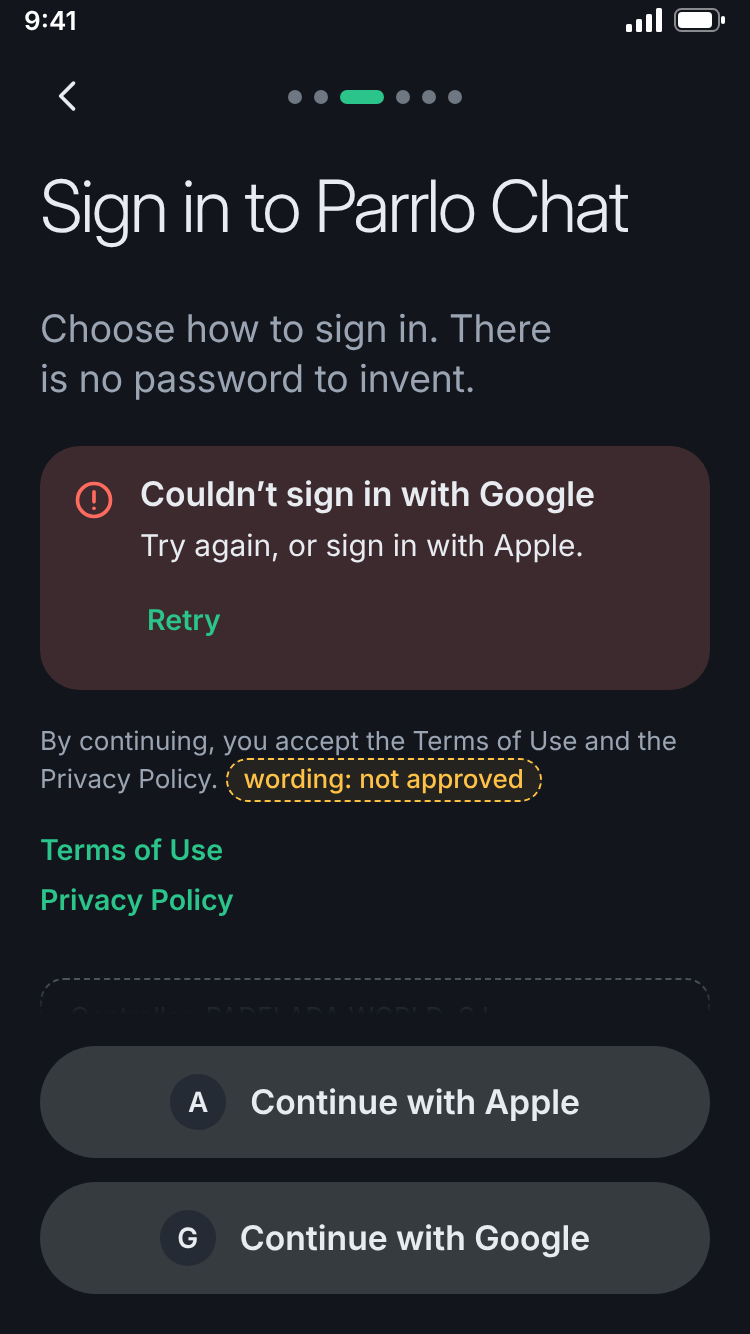 9:41
Sign in to Parrlo Chat
Choose how to sign in. There
is no password to invent.
Couldn’t sign in with Google
Try again, or sign in with Apple.
Retry
By continuing, you accept the Terms of Use and the
Privacy Policy. wording: not approved
Terms of Use
Privacy Policy
A Continue with Apple
G Continue with Google